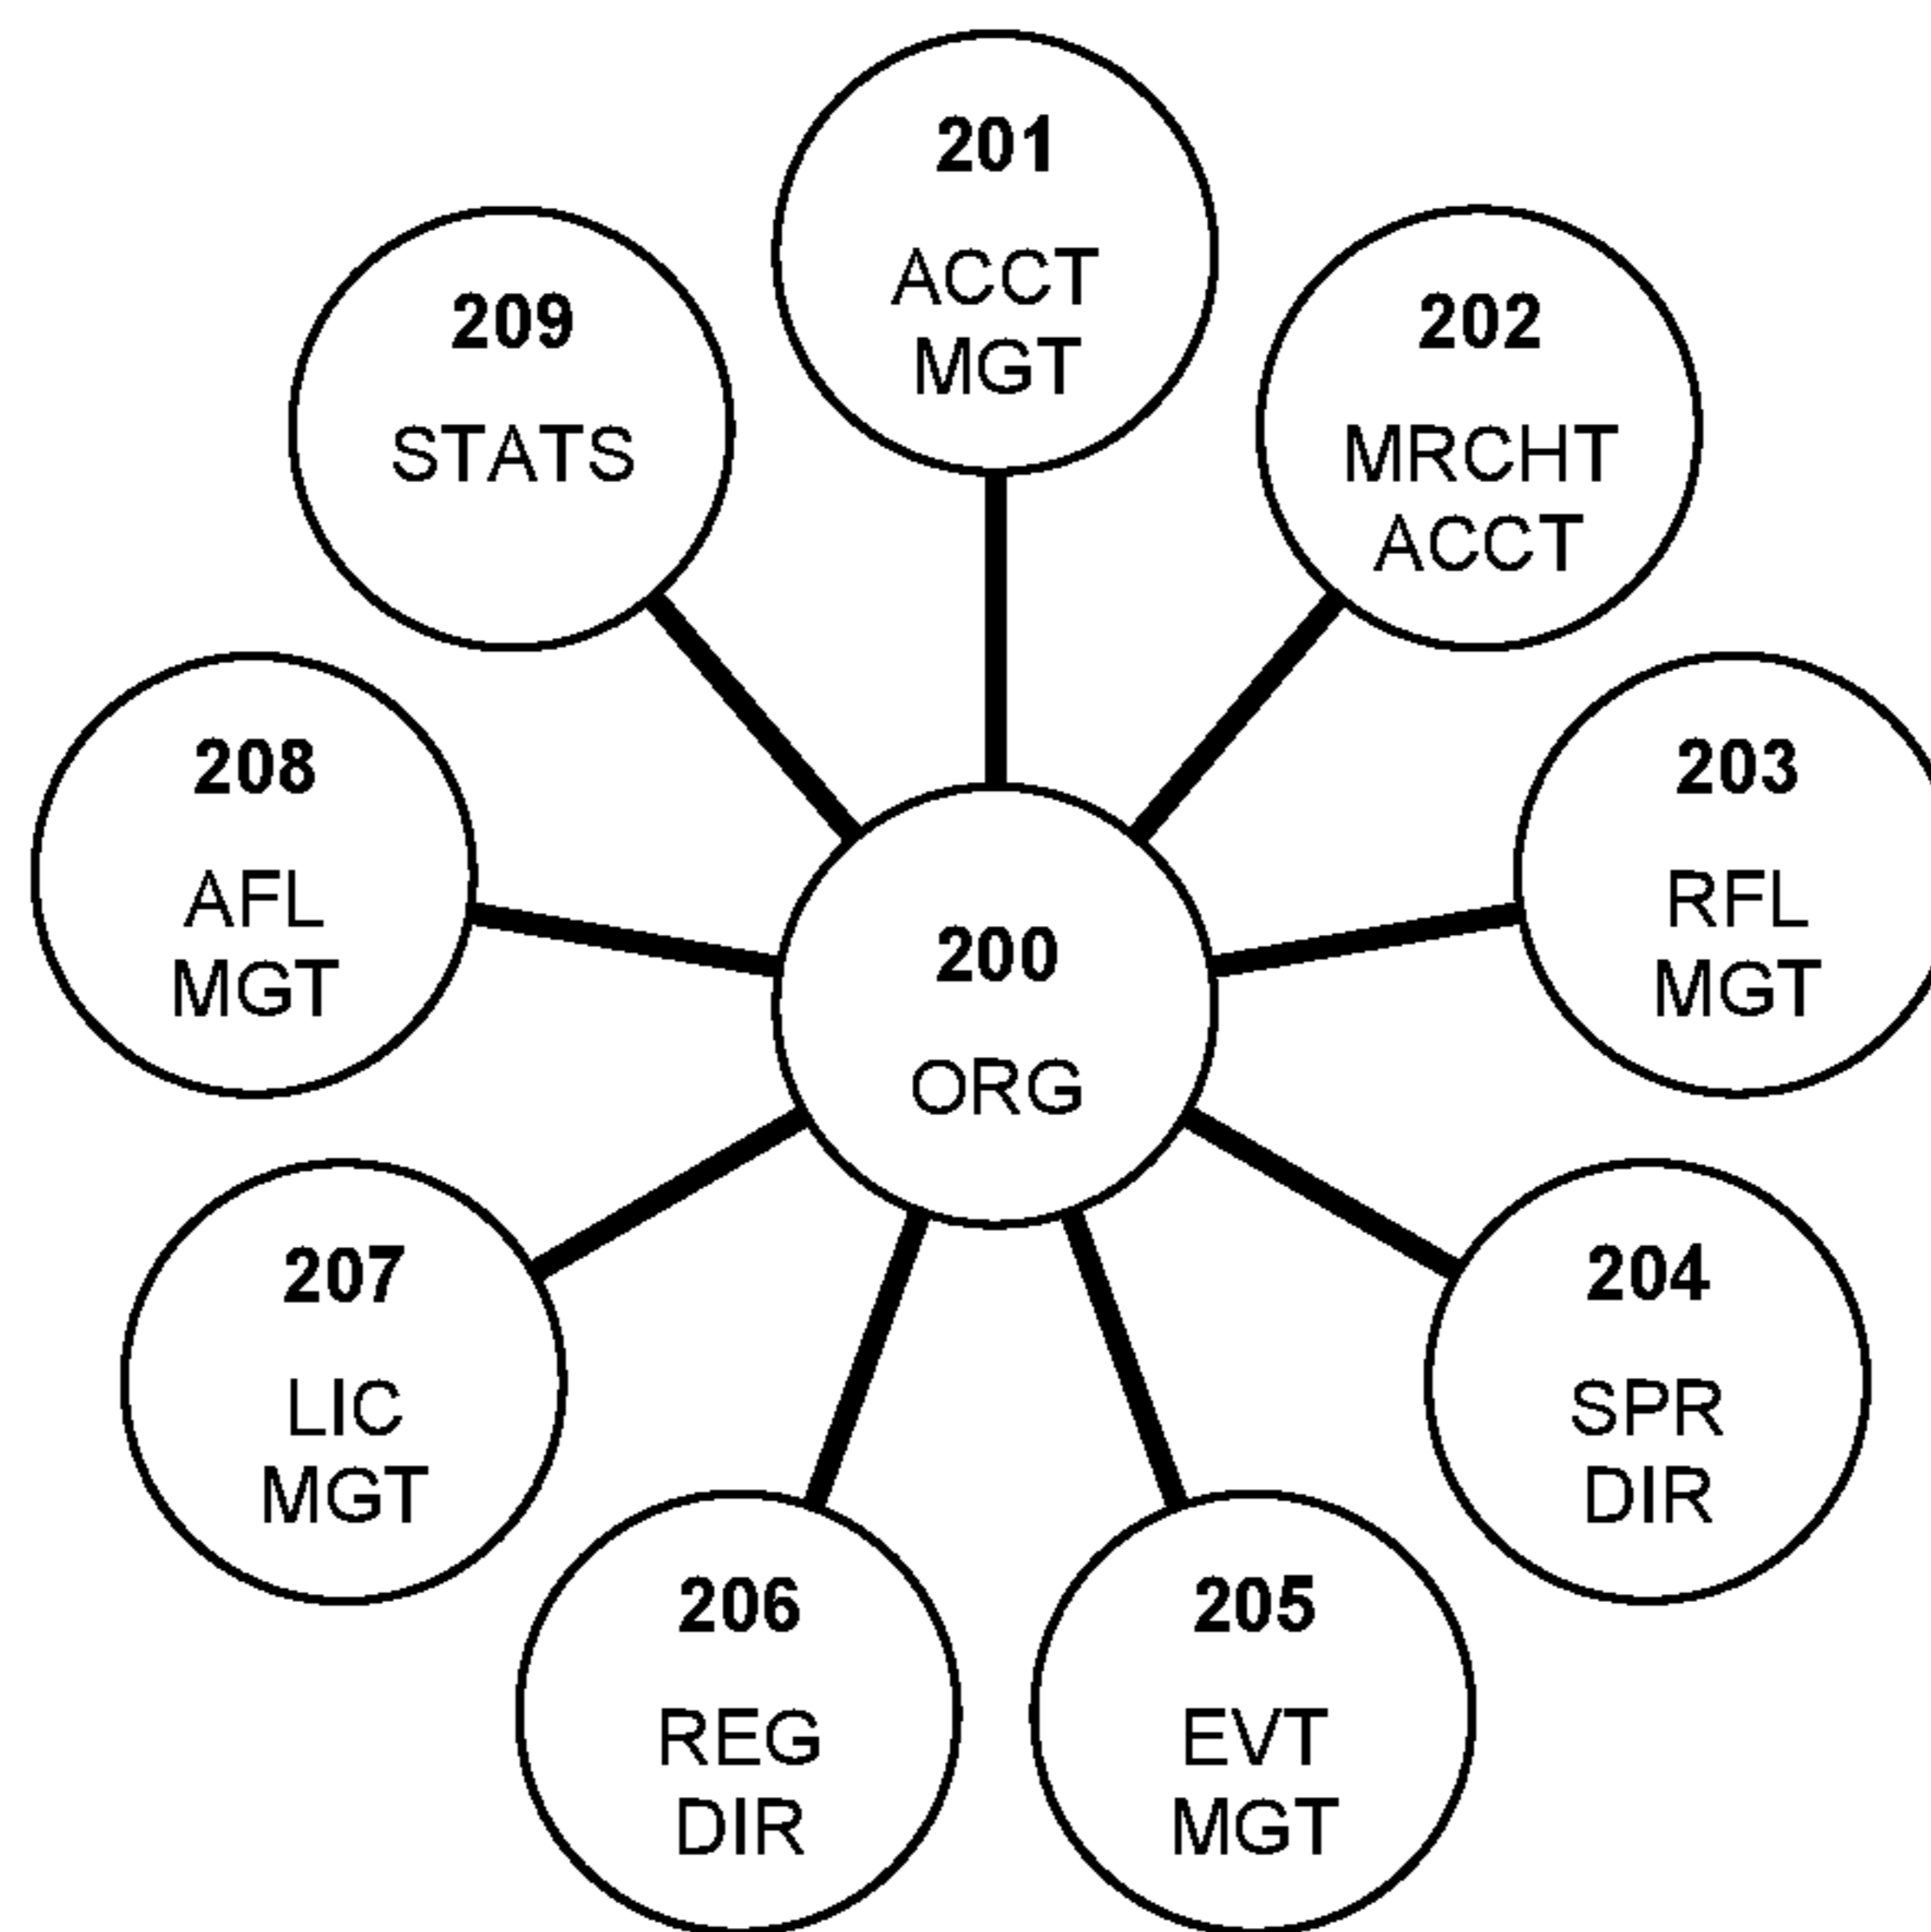 201
ACCT
MGT
202
MRCHT
ACCT
203
RFL
MGT
204
SPR
DIR
205
EVT
MGT
206
REG
DIR
207
LIC
MGT
208
AFL
MGT
209
STATS
200
ORG